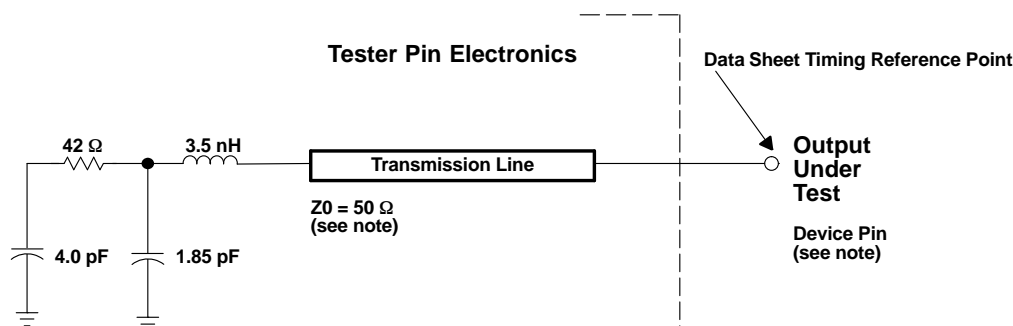 Tester Pin Electronics
Data Sheet Timing Reference Point
42 Ω
3.5 nH
Transmission Line
Output
Under
Test
Z0 = 50 Ω
(see note)
Device Pin
(see note)
4.0 pF
1.85 pF